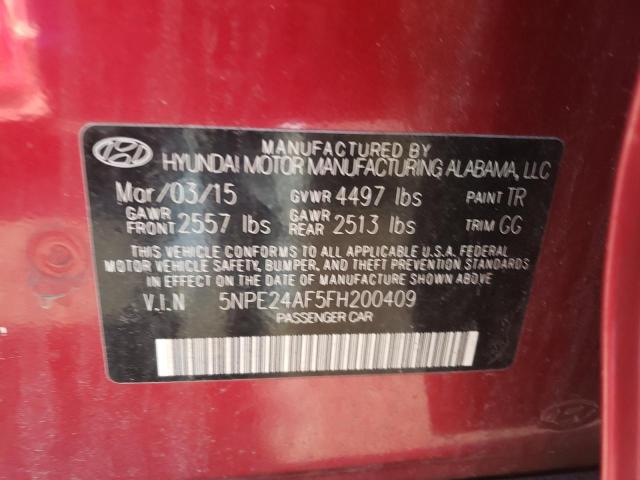 MANUFACTURED BY
HYUNDAI MOTOR MANUFACTURING ALABAMA, LLC
Mar/03/15 GVWR 4497 lbs PAINT TR
GAWR FRONT 2557 lbs GAWR REAR 2513 lbs TRIM GG
THIS VEHICLE CONFORMS TO ALL APPLICABLE U.S.A. FEDERAL
MOTOR VEHICLE SAFETY, BUMPER, AND THEFT PREVENTION
STANDARDS IN EFFECT ON THE DATE OF MANUFACTURE SHOWN ABOVE.
V.I.N 5NPE24AF5FH200409
PASSENGER CAR